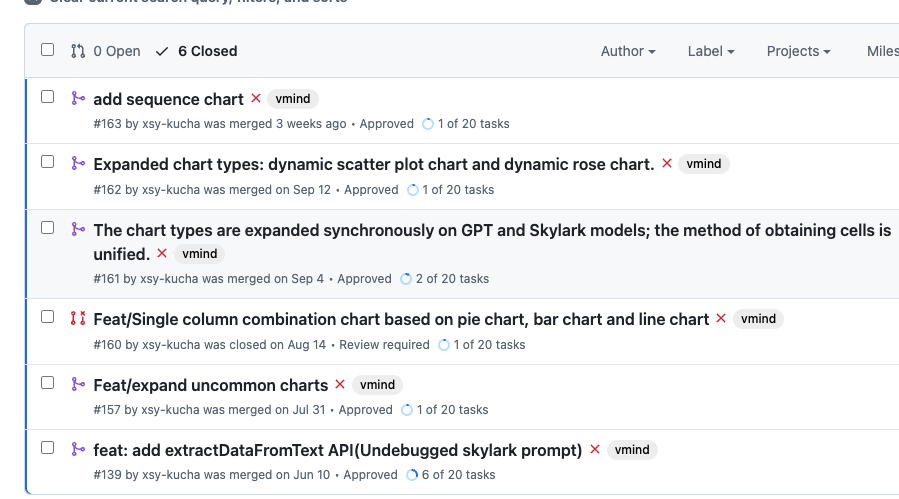 Clear current search query, filters, and sorts
0 Open 6 Closed Author Label Projects Miles
add sequence chart vmind
#163 by xsy-kucha was merged 3 weeks ago • Approved 1 of 20 tasks
Expanded chart types: dynamic scatter plot chart and dynamic rose chart. vmind
#162 by xsy-kucha was merged on Sep 12 • Approved 1 of 20 tasks
The chart types are expanded synchronously on GPT and Skylark models; the method of obtaining cells is
unified. vmind
#161 by xsy-kucha was merged on Sep 4 • Approved 2 of 20 tasks
Feat/Single column combination chart based on pie chart, bar chart and line chart vmind
#160 by xsy-kucha was closed on Aug 14 • Review required 1 of 20 tasks
Feat/expand uncommon charts vmind
#157 by xsy-kucha was merged on Jul 31 • Approved 1 of 20 tasks
feat: add extractDataFromText API(Undebugged skylark prompt) vmind
#139 by xsy-kucha was merged on Jun 10 • Approved 6 of 20 tasks